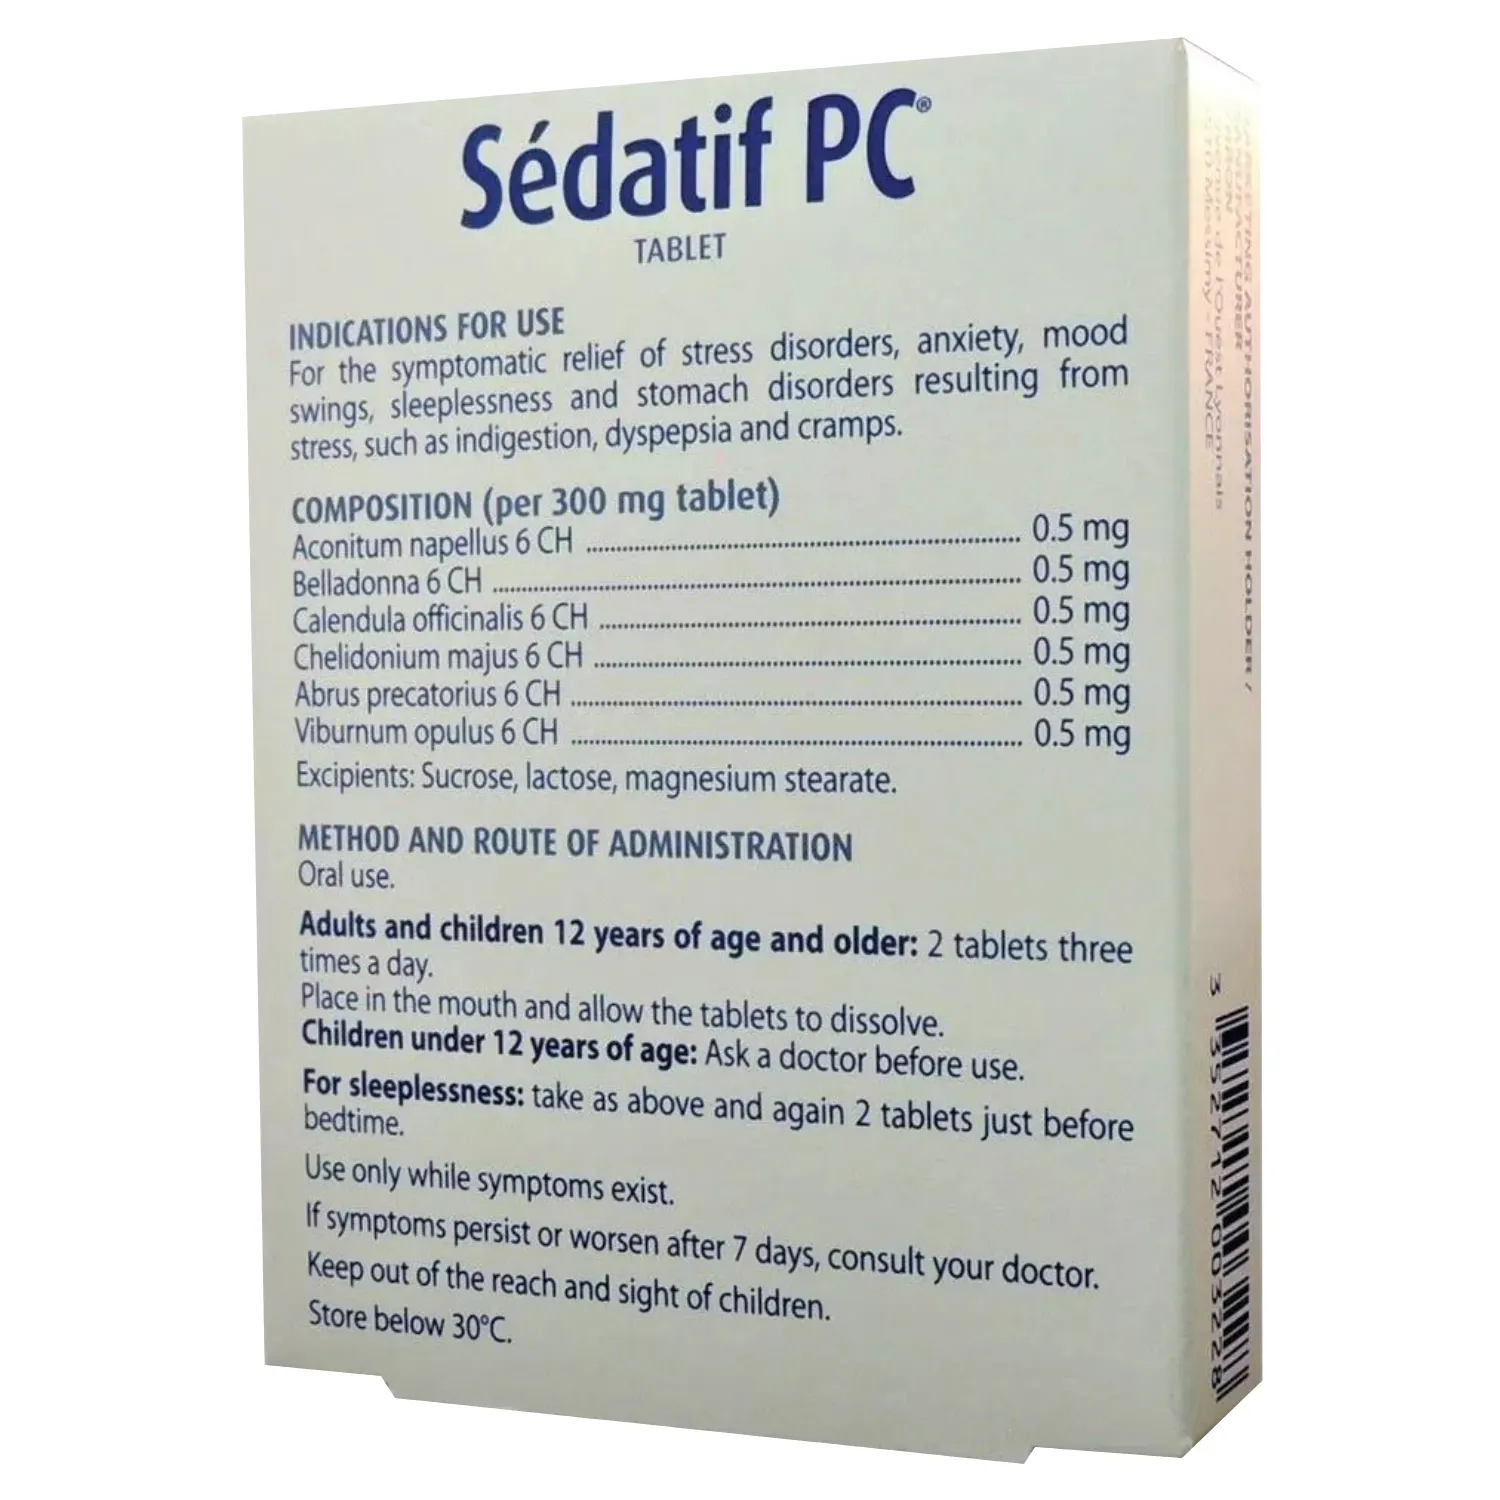 Sédatif PC®
TABLET
INDICATIONS FOR USE
For the symptomatic relief of stress disorders, anxiety, mood
swings, sleeplessness and stomach disorders resulting from
stress, such as indigestion, dyspepsia and cramps.
COMPOSITION (per 300 mg tablet)
Aconitum napellus 6 CH ........ 0.5 mg
Belladonna 6 CH ........ 0.5 mg
Calendula officinalis 6 CH ........ 0.5 mg
Chelidonium majus 6 CH ........ 0.5 mg
Abrus precatorius 6 CH ........ 0.5 mg
Viburnum opulus 6 CH ........ 0.5 mg
Excipients: Sucrose, lactose, magnesium stearate.
METHOD AND ROUTE OF ADMINISTRATION
Oral use.
Adults and children 12 years of age and older: 2 tablets three
times a day.
Place in the mouth and allow the tablets to dissolve.
Children under 12 years of age: Ask a doctor before use.
For sleeplessness: take as above and again 2 tablets just before
bedtime.
Use only while symptoms exist.
If symptoms persist or worsen after 7 days, consult your doctor.
Keep out of the reach and sight of children.
Store below 30°C.
MARKETING AUTHORISATION HOLDER /
MANUFACTURER
de l'Ouest Lyonnais
Messimy - FRANCE
3 352712 003228